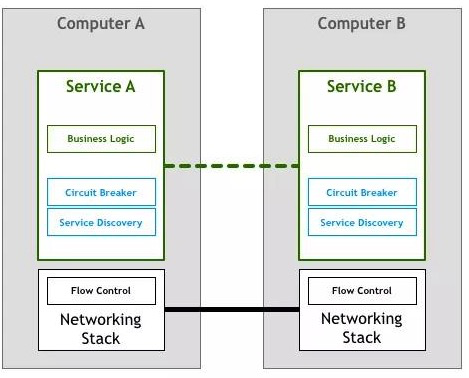 Computer A
Service A
Business Logic
Circuit Breaker
Service Discovery
Flow Control
Networking
Stack
Computer B
Service B
Business Logic
Circuit Breaker
Service Discovery
Flow Control
Networking
Stack